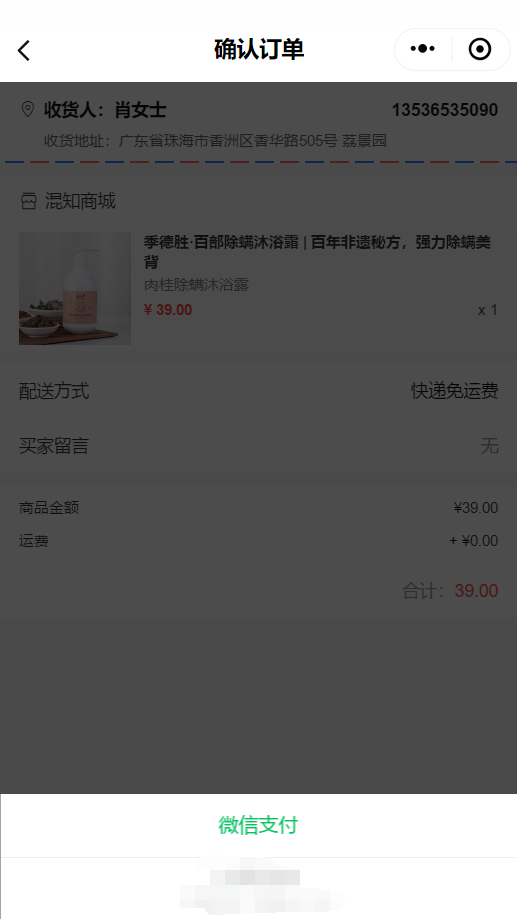 确认订单
收货人：肖女士 13536535090
收货地址：广东省珠海市香洲区香华路505号 荔景园
混知商城
季德胜·百部除螨沐浴露 | 百年非遗秘方，强力除螨美
背
肉桂除螨沐浴露
¥ 39.00 x 1
配送方式 快递免运费
买家留言 无
商品金额 ¥39.00
运费 + ¥0.00
合计：39.00
微信支付